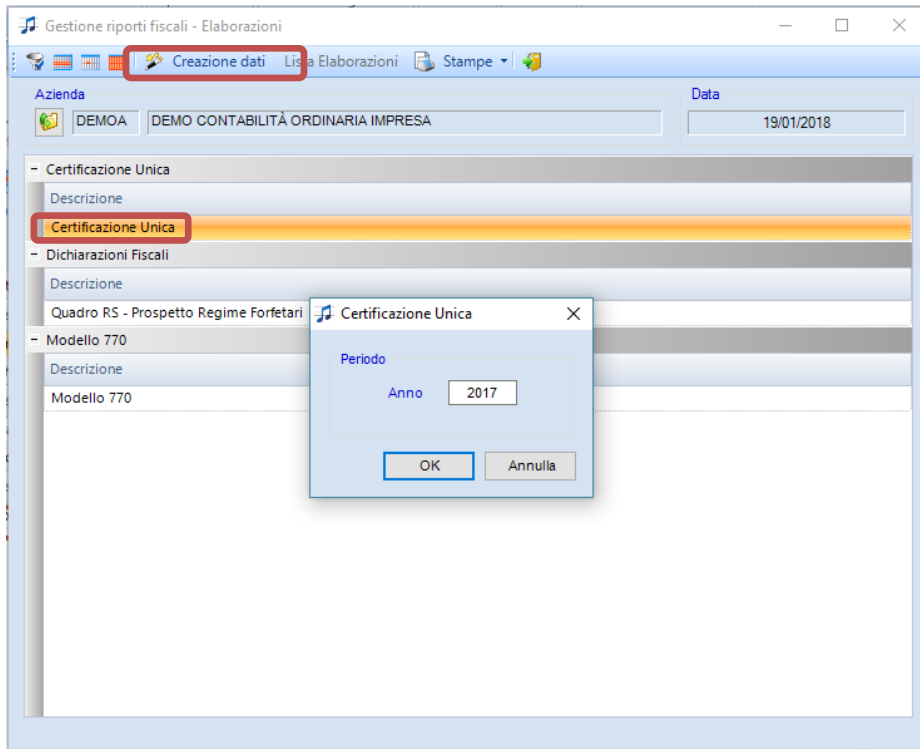 Gestione riporti fiscali - Elaborazioni
Creazione dati Lista Elaborazioni Stampe
Azienda Data
DEMOA DEMO CONTABILITÀ ORDINARIA IMPRESA 19/01/2018
Certificazione Unica
Descrizione
Certificazione Unica
Dichiarazioni Fiscali
Descrizione
Quadro RS - Prospetto Regime Forfetari
Modello 770
Descrizione
Modello 770
Certificazione Unica
Periodo
Anno 2017
OK Annulla